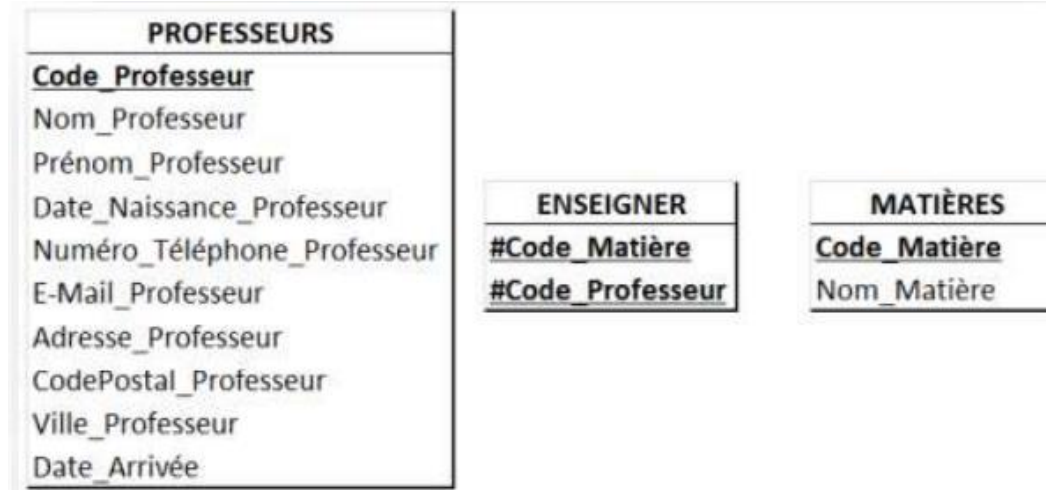 PROFESSEURS
Code_Professeur
Nom_Professeur
Prénom_Professeur
Date_Naissance_Professeur
Numéro_Téléphone_Professeur
E-Mail_Professeur
Adresse_Professeur
CodePostal_Professeur
Ville_Professeur
Date_Arrivée
ENSEIGNER
#Code_Matière
#Code_Professeur
MATIÈRES
Code_Matière
Nom_Matière